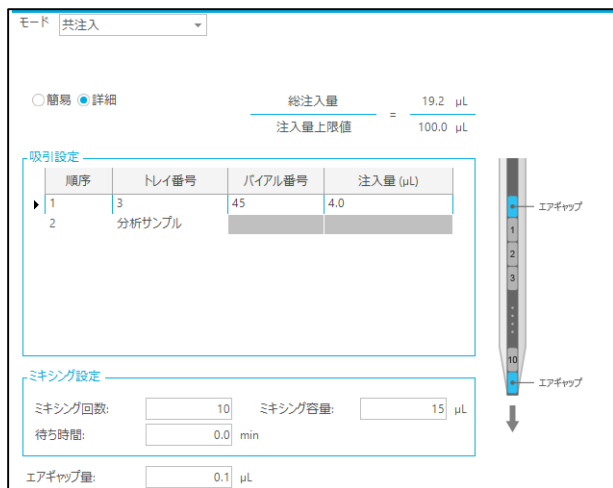 モード 共注入
簡易 詳細
総注入量 = 19.2 µL
注入量上限値 100.0 µL
吸引設定
順序 トレイ番号 バイアル番号 注入量 (µL)
1 3 45 4.0
2 分析サンプル
エアギャップ
1
2
3
10
エアギャップ
ミキシング設定
ミキシング回数: 10 ミキシング容量: 15 µL
待ち時間: 0.0 min
エアギャップ量: 0.1 µL